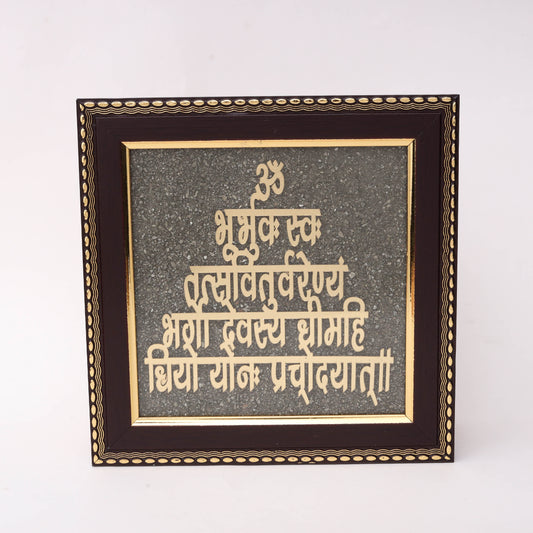 ॐ
भुर्भुवः स्वः
तत्सवितुर्वरेण्यं
भर्गो देवस्य धीमहि
धियो योनः प्रचोदयात्॥